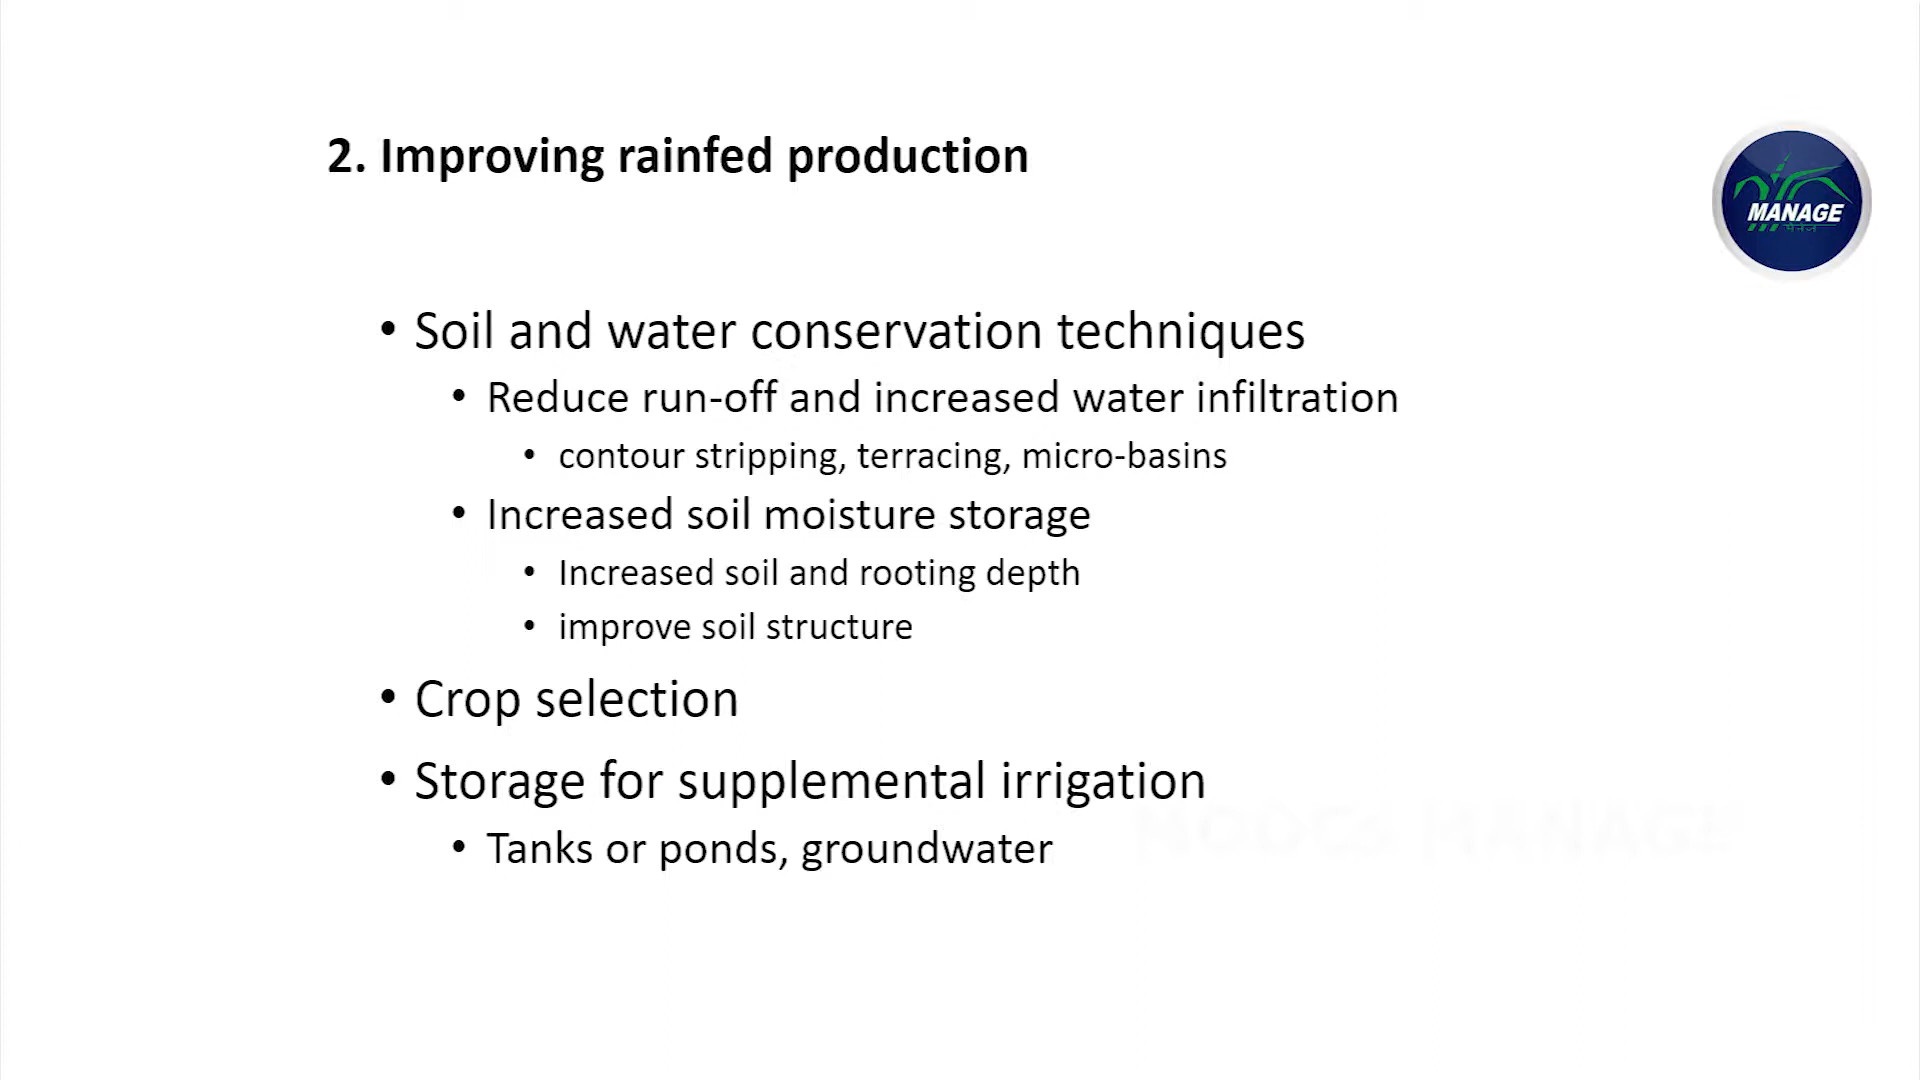 2. Improving rainfed production
MANAGE
मैनेज
• Soil and water conservation techniques
• Reduce run-off and increased water infiltration
• contour stripping, terracing, micro-basins
• Increased soil moisture storage
• Increased soil and rooting depth
• improve soil structure
• Crop selection
• Storage for supplemental irrigation
MOOCs MANAGE
• Tanks or ponds, groundwater